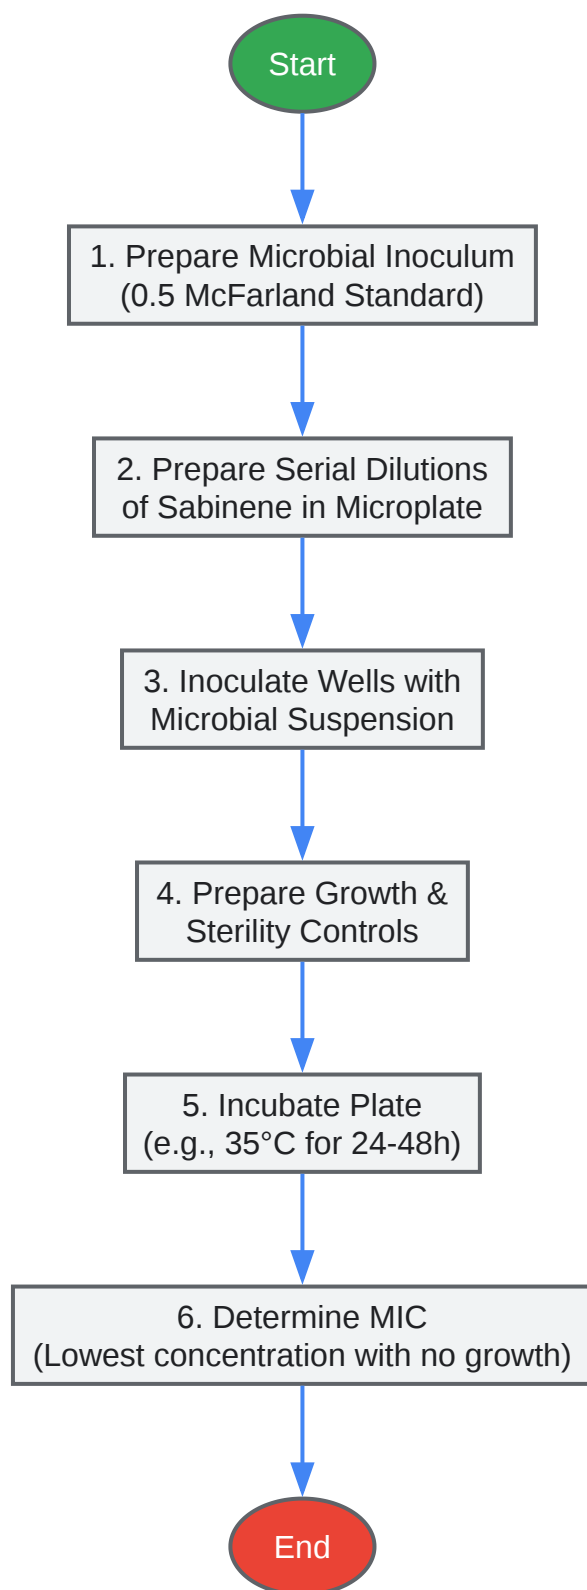 Start
1. Prepare Microbial Inoculum
(0.5 McFarland Standard)
2. Prepare Serial Dilutions
of Sabinene in Microplate
3. Inoculate Wells with
Microbial Suspension
4. Prepare Growth &
Sterility Controls
5. Incubate Plate
(e.g., 35°C for 24-48h)
6. Determine MIC
(Lowest concentration with no growth)
End